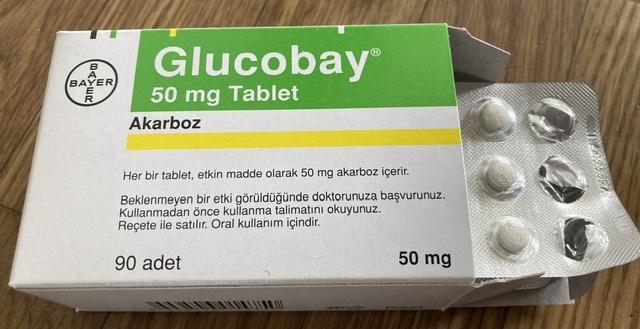 BAYER
BAYER
Glucobay®
50 mg Tablet
Akarboz
Her bir tablet, etkin madde olarak 50 mg akarboz içerir.
Beklenmeyen bir etki görüldüğünde doktorunuza başvurunuz.
Kullanmadan önce kullanma talimatını okuyunuz.
Reçete ile satılır. Oral kullanım içindir.
90 adet
50 mg